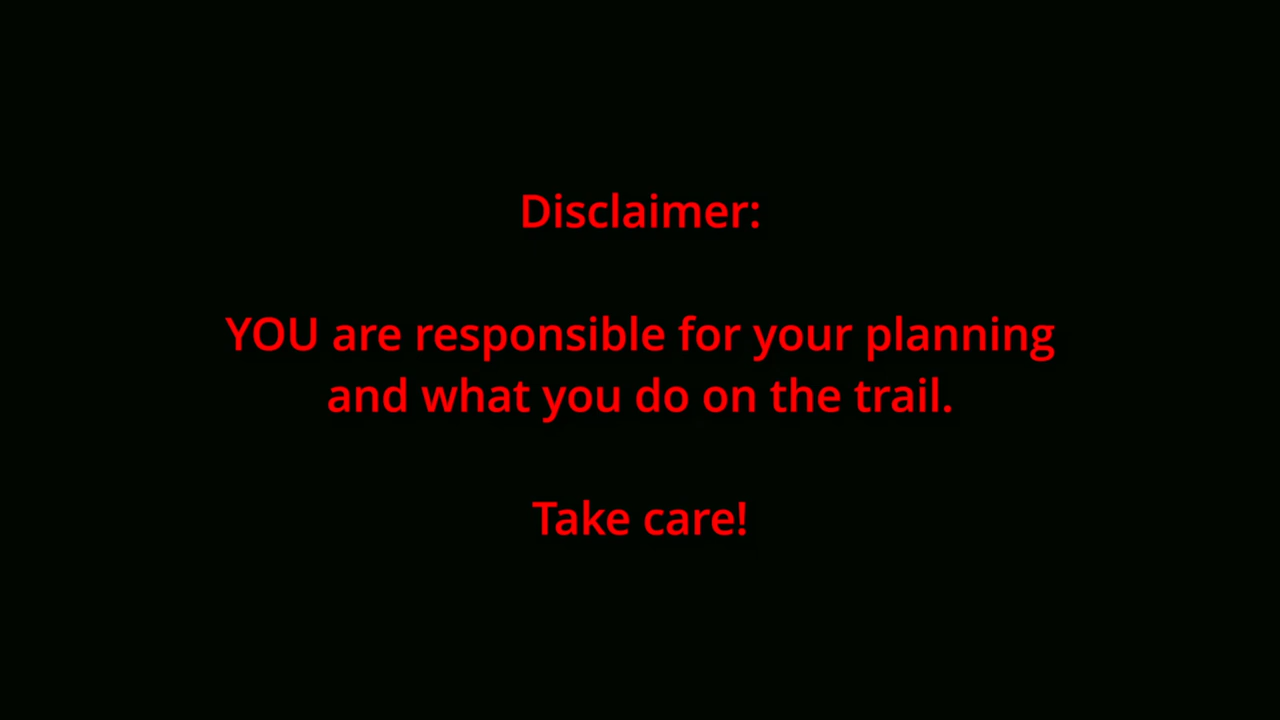 Disclaimer:
YOU are responsible for your planning
and what you do on the trail.
Take care!